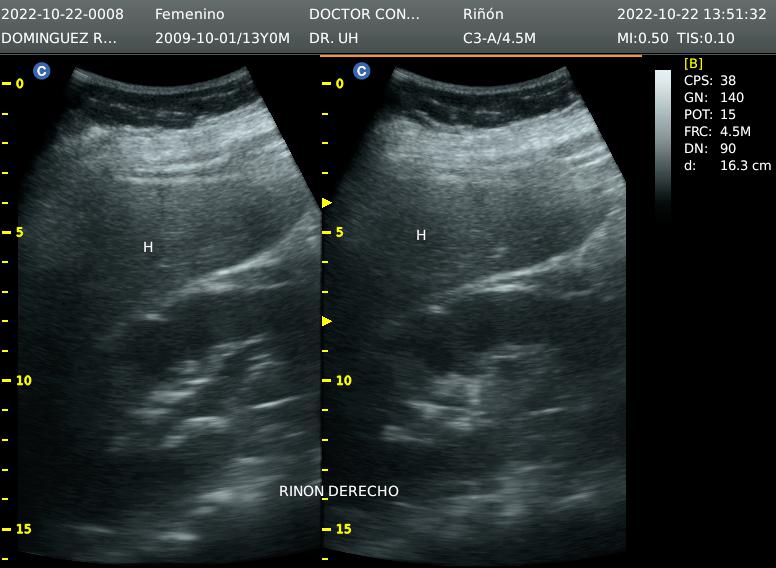 2022-10-22-0008 Femenino DOCTOR CON... Riñón 2022-10-22 13:51:32
DOMINGUEZ R... 2009-10-01/13Y0M DR. UH C3-A/4.5M MI:0.50 TIS:0.10
C C [B]
0 0 CPS: 38
GN: 140
POT: 15
FRC: 4.5M
DN: 90
d: 16.3 cm
5 5
H H
10 10
RINON DERECHO
15 15